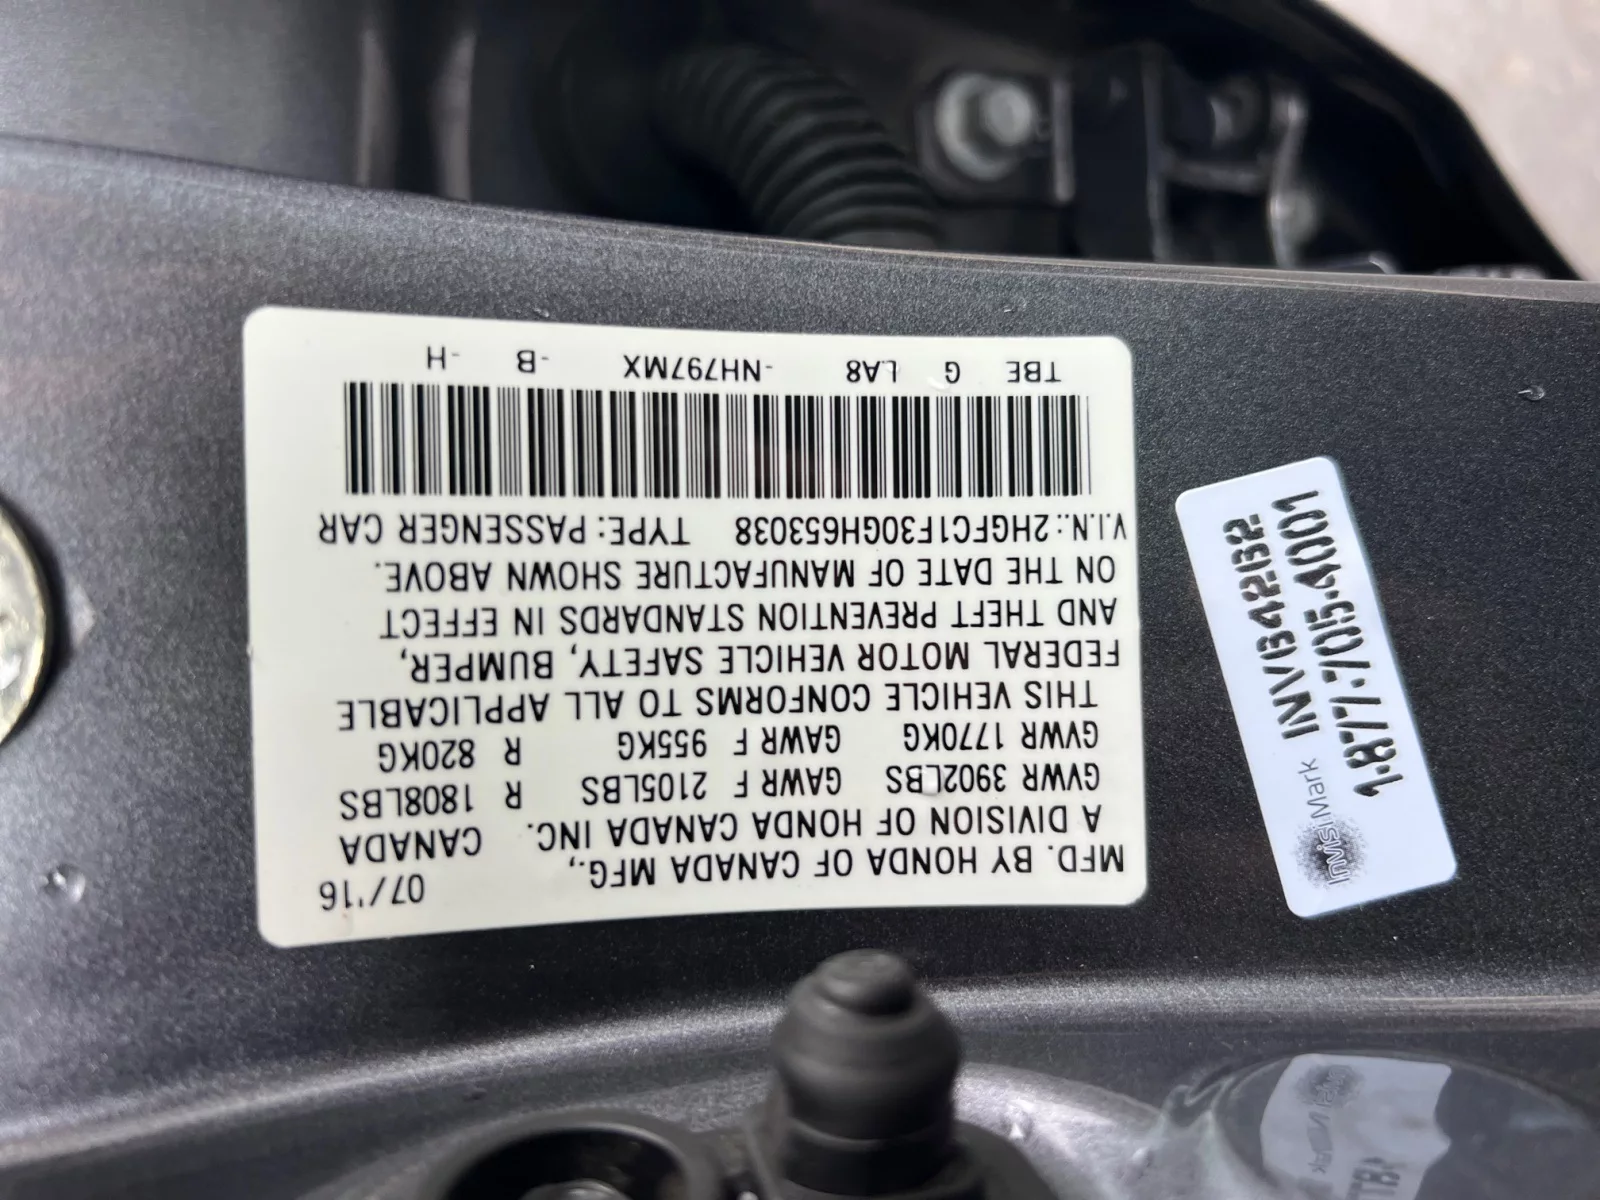 MFD. BY HONDA OF CANADA MFG., 07/'16
A DIVISION OF HONDA CANADA INC. CANADA
GVWR 3902LBS GAWR F 2105LBS R 1808LBS
GVWR 1770KG GAWR F 955KG R 820KG
THIS VEHICLE CONFORMS TO ALL APPLICABLE
FEDERAL MOTOR VEHICLE SAFETY, BUMPER,
AND THEFT PREVENTION STANDARDS IN EFFECT
ON THE DATE OF MANUFACTURE SHOWN ABOVE.
V.I.N.: 2HGFC1F30GH653038 TYPE: PASSENGER CAR
TBE G LA8 -NH797MX -B -H
InvisiMark
INVB42B2
1-877-705-4001